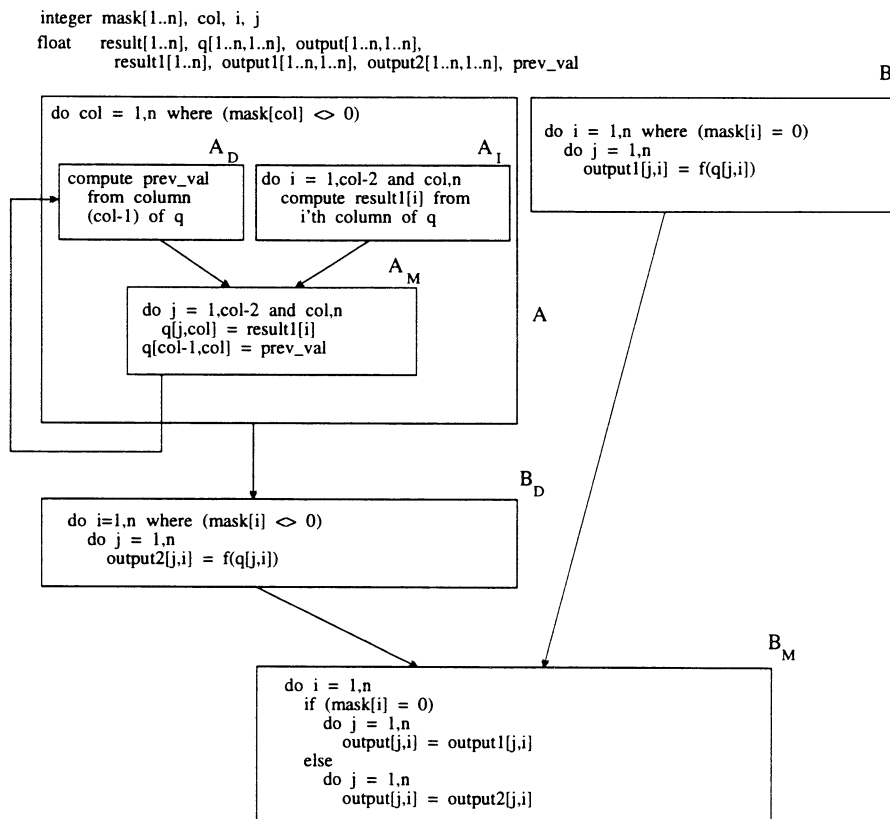 integer mask[1..n], col, i, j
float result[1..n], q[1..n,1..n], output[1..n,1..n],
result1[1..n], output1[1..n,1..n], output2[1..n,1..n], prev_val
B
do col = 1,n where (mask[col] <> 0)
A_D
compute prev_val
from column
(col-1) of q
A_I
do i = 1,col-2 and col,n
compute result1[i] from
i'th column of q
do i = 1,n where (mask[i] = 0)
do j = 1,n
output1[j,i] = f(q[j,i])
A_M
do j = 1,col-2 and col,n
q[j,col] = result1[i]
q[col-1,col] = prev_val
A
B_D
do i=1,n where (mask[i] <> 0)
do j = 1,n
output2[j,i] = f(q[j,i])
B_M
do i = 1,n
if (mask[i] = 0)
do j = 1,n
output[j,i] = output1[j,i]
else
do j = 1,n
output[j,i] = output2[j,i]